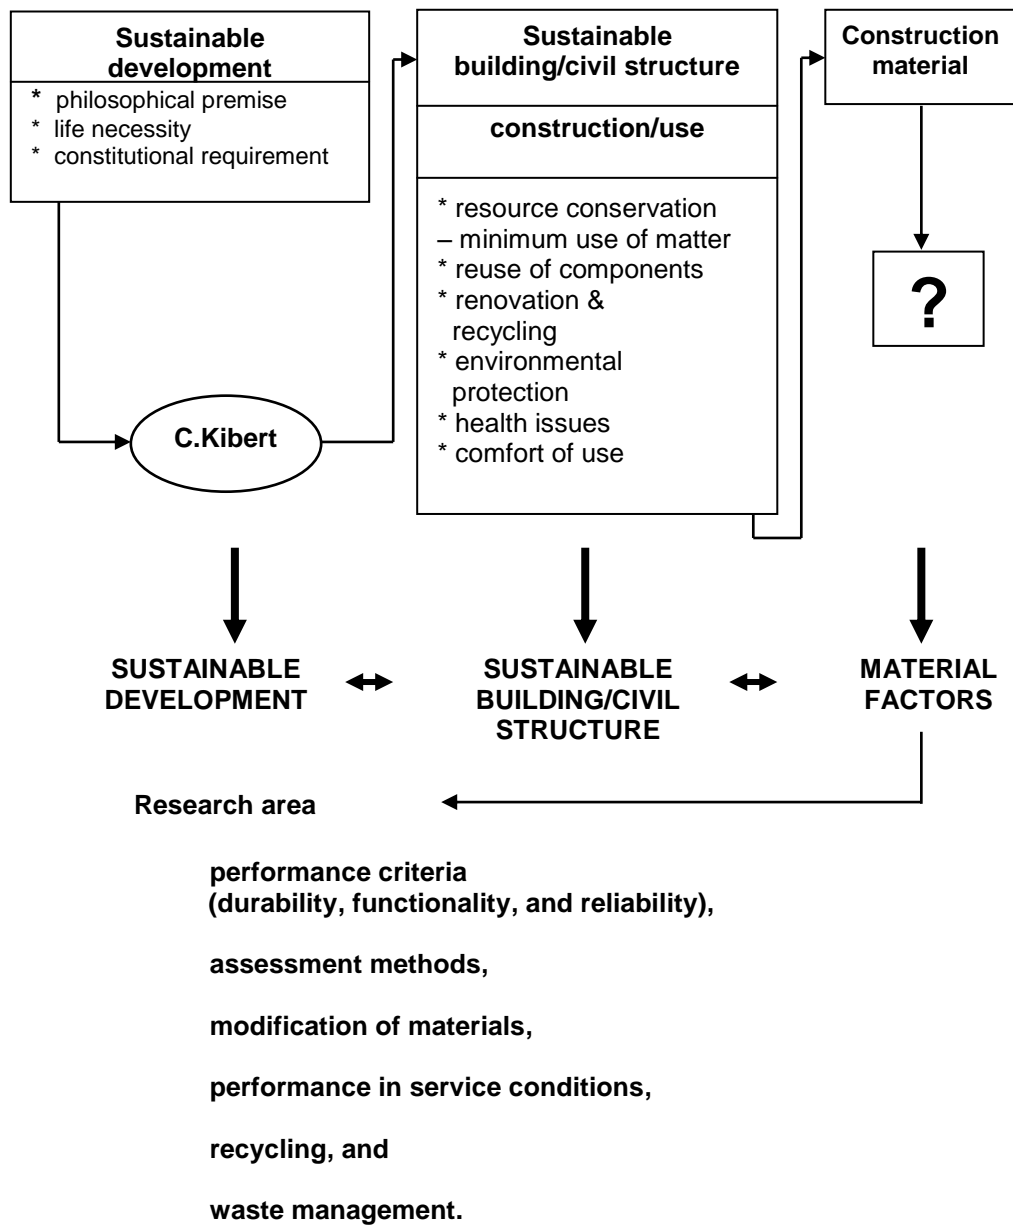 Sustainable
development
* philosophical premise
* life necessity
* constitutional requirement
C.Kibert
Sustainable
building/civil structure
construction/use
* resource conservation
– minimum use of matter
* reuse of components
* renovation &
recycling
* environmental
protection
* health issues
* comfort of use
Construction
material
?
SUSTAINABLE
DEVELOPMENT
SUSTAINABLE
BUILDING/CIVIL
STRUCTURE
MATERIAL
FACTORS
Research area
performance criteria
(durability, functionality, and reliability),
assessment methods,
modification of materials,
performance in service conditions,
recycling, and
waste management.